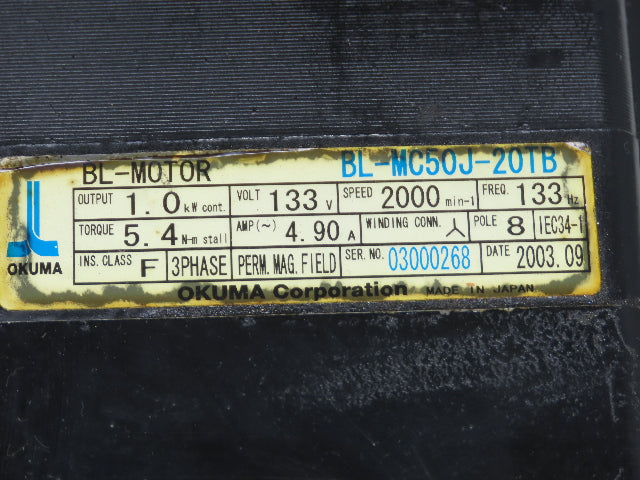 BL-MOTOR BL-MC50J-20TB
OUTPUT 1.0 kW cont. VOLT 133 V SPEED 2000 min-1 FREQ. 133 Hz
TORQUE 5.4 N-m stall AMP(~) 4.90 A WINDING CONN. POLE 8 IEC34-1
INS. CLASS F 3PHASE PERM. MAG. FIELD SER. NO. 03000268 DATE 2003.09
OKUMA
OKUMA Corporation MADE IN JAPAN